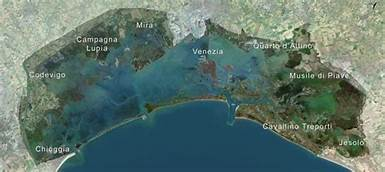 Mira
Campagna
Lupia
Venezia
Quarto d'Altino
Codevigo
Musile di Piave
Cavallino Treporti
Chioggia
Jesolo